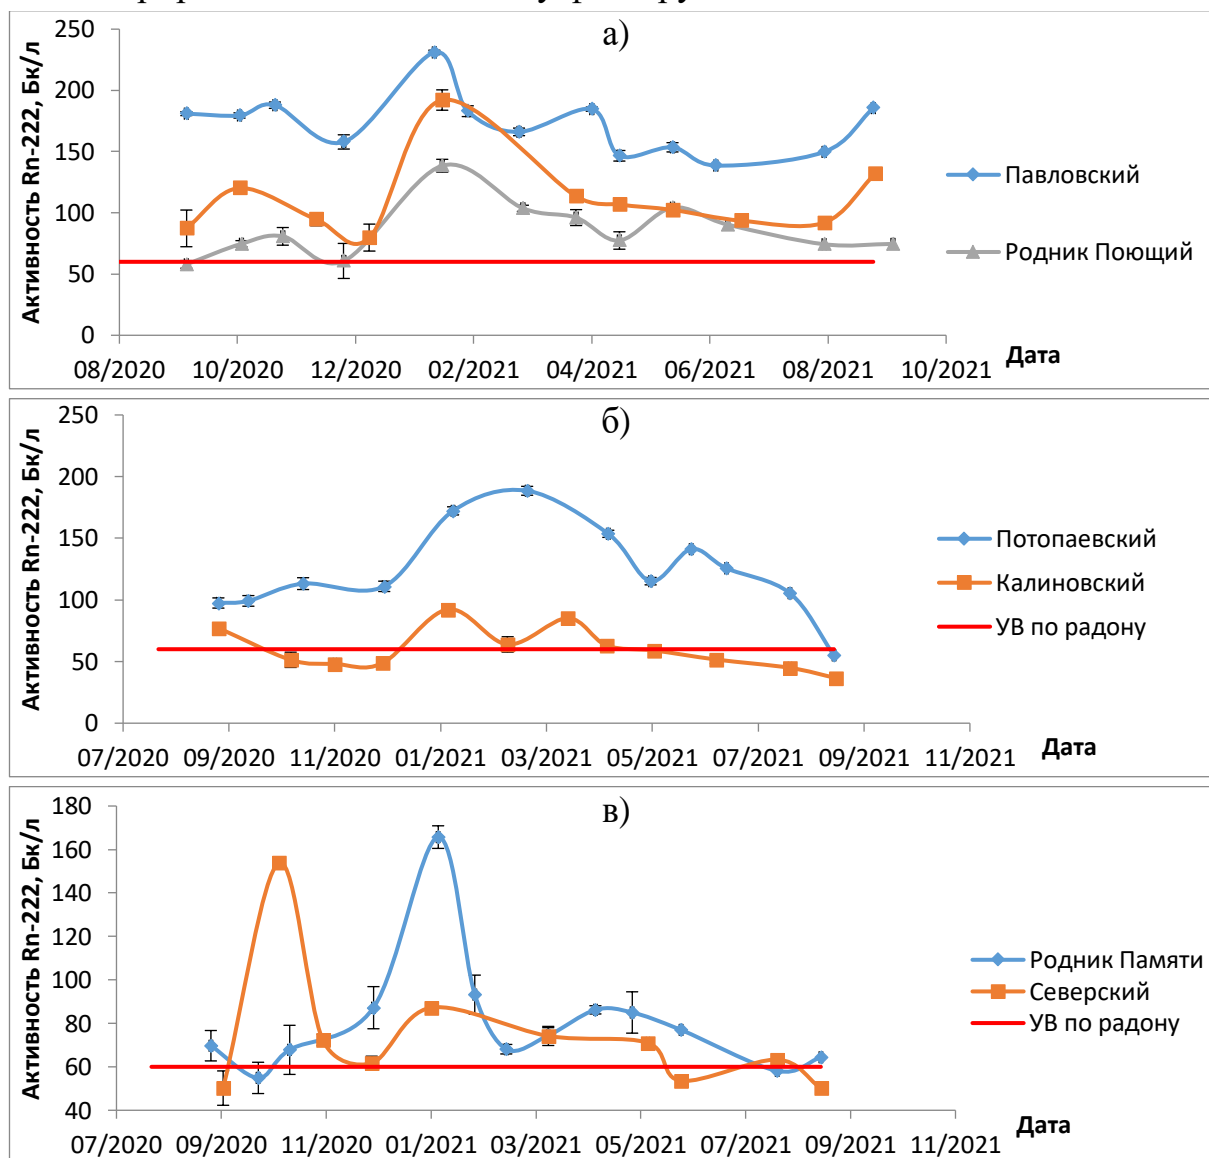 а)
Активность Rn-222, Бк/л
250
200
150
100
50
0
08/2020 10/2020 12/2020 02/2021 04/2021 06/2021 08/2021 10/2021
Дата
Павловский
Родник Поющий
б)
Активность Rn-222, Бк/л
250
200
150
100
50
0
07/2020 09/2020 11/2020 01/2021 03/2021 05/2021 07/2021 09/2021 11/2021
Дата
Потопаевский
Калиновский
УВ по радону
в)
Активность Rn-222, Бк/л
180
160
140
120
100
80
60
40
07/2020 09/2020 11/2020 01/2021 03/2021 05/2021 07/2021 09/2021 11/2021
Дата
Родник Памяти
Северский
УВ по радону